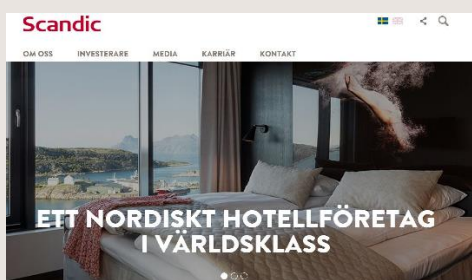 Scandic
OM OSS INVESTERARE MEDIA KARRIÄR KONTAKT
ETT NORDISKT HOTELLFÖRETAG
I VÄRLDSKLASS